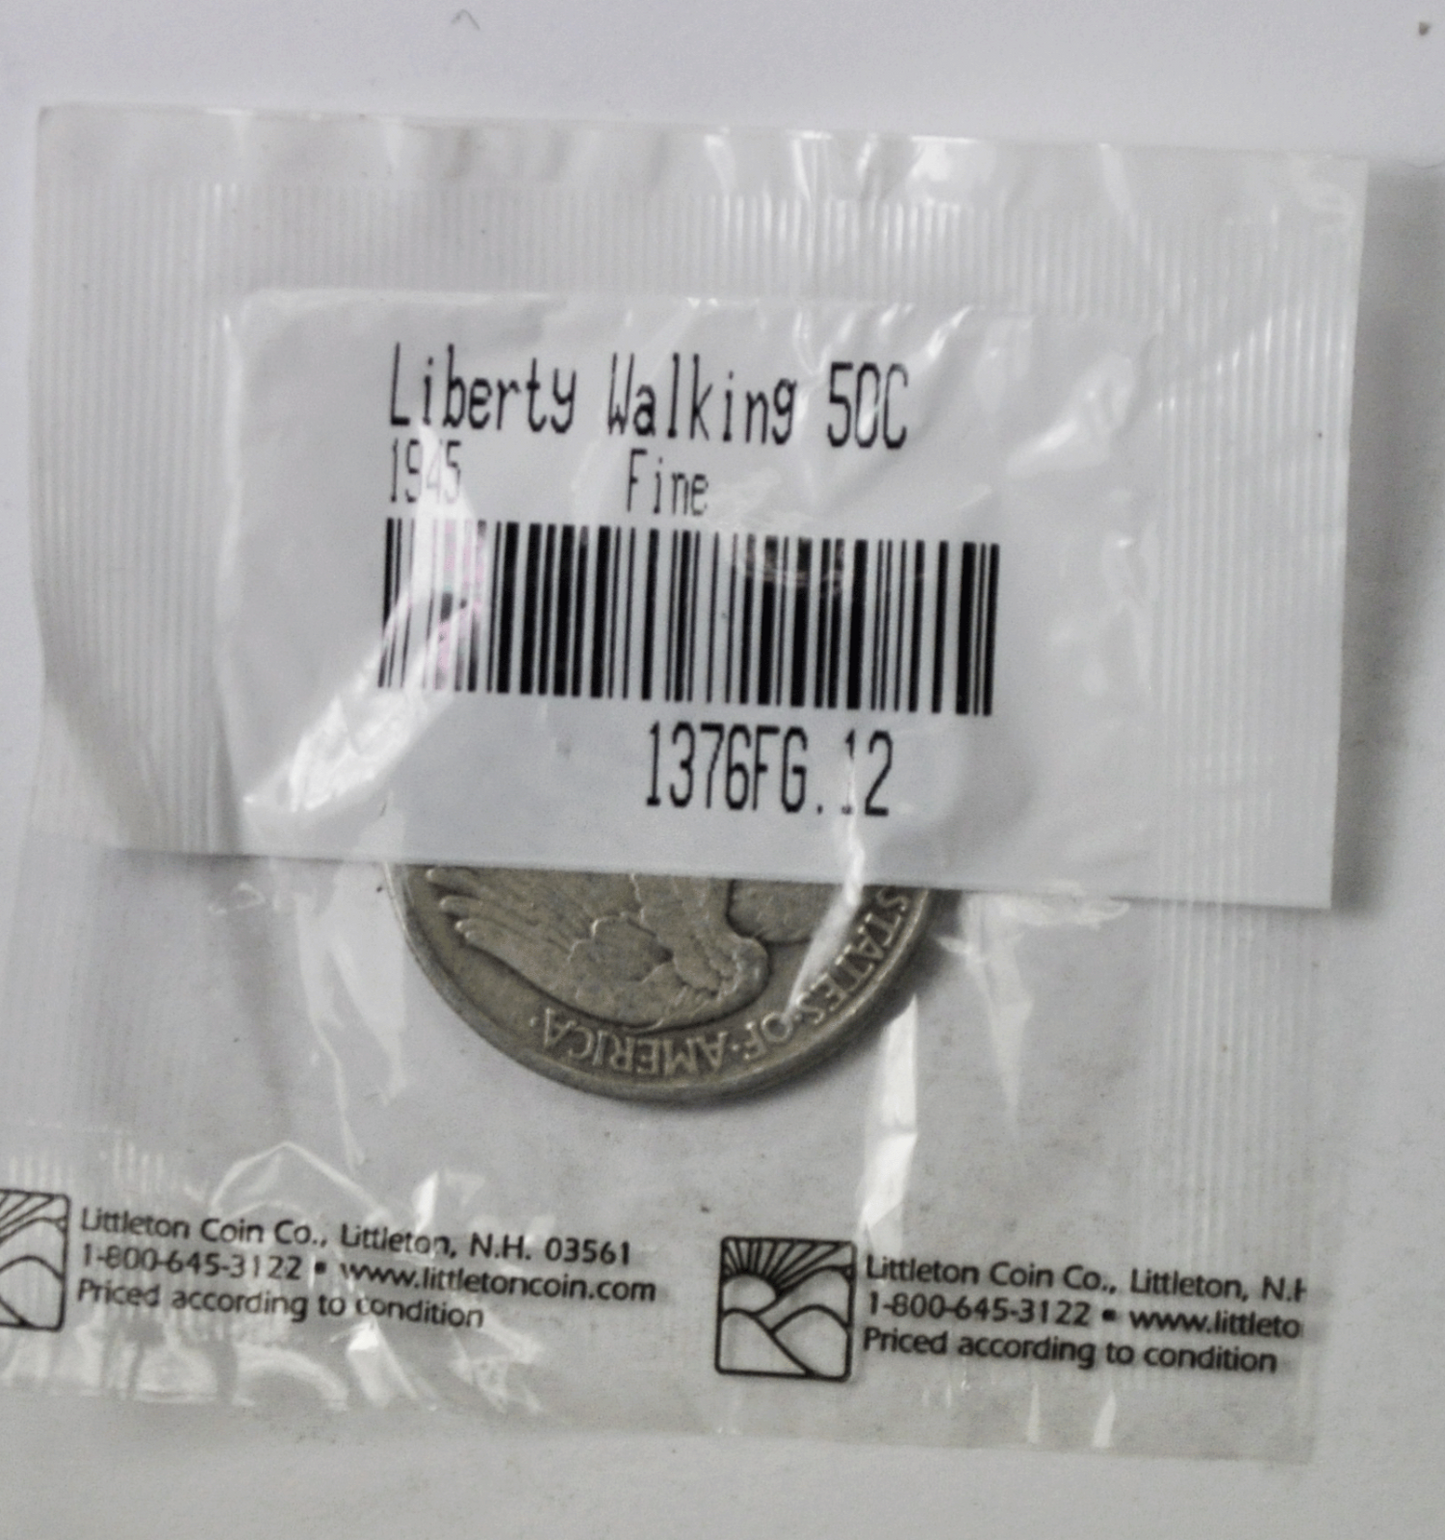 Liberty Walking 50C
1945 Fine
1376FG.12
STATES·OF·AMERICA·
Littleton Coin Co., Littleton, N.H. 03561
1-800-645-3122 ▪ www.littletoncoin.com
Priced according to condition
Littleton Coin Co., Littleton, N.H
1-800-645-3122 ▪ www.littleto
Priced according to condition